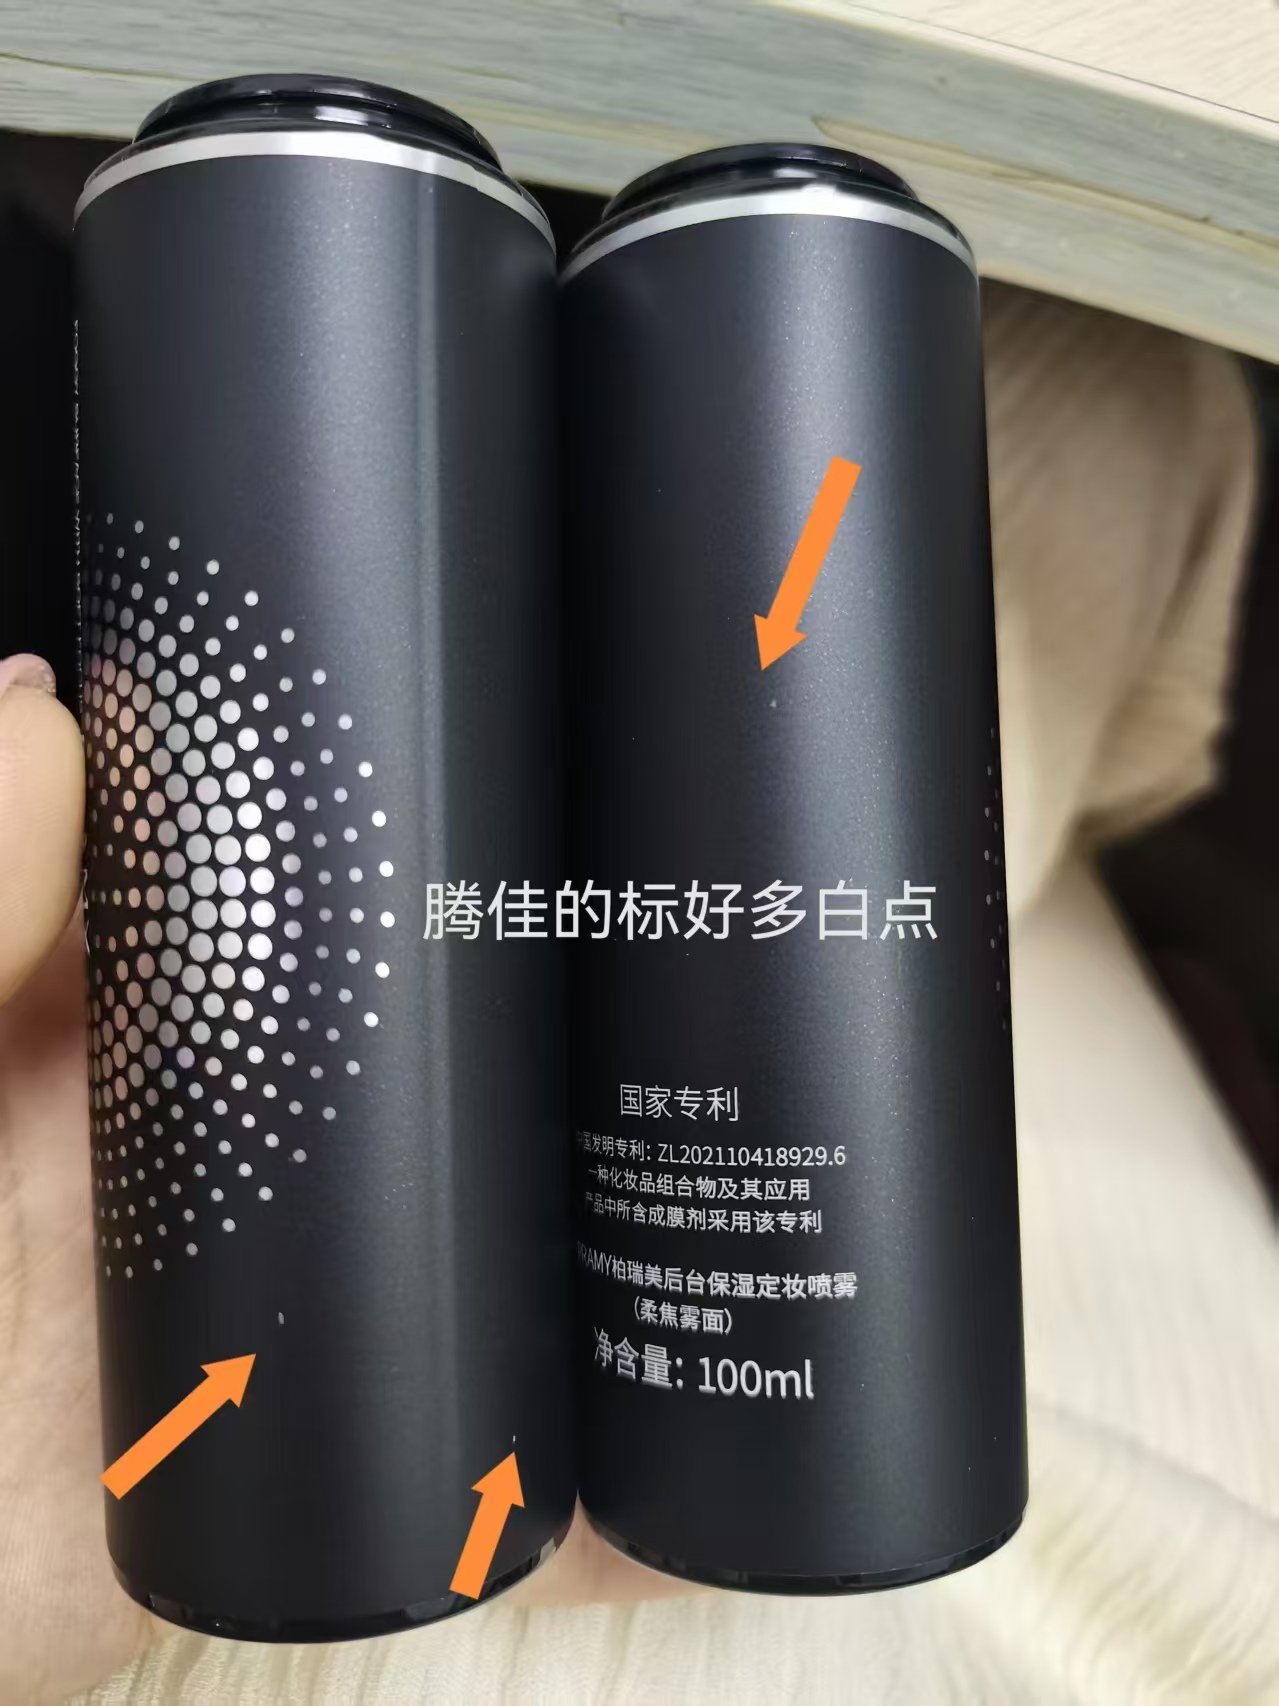 腾佳的标好多白点
国家专利
中国发明专利: ZL202110418929.6
一种化妆品组合物及其应用
产品中所含成膜剂采用该专利
PRAMY柏瑞美后台保湿定妆喷雾
(柔焦雾面)
净含量: 100ml